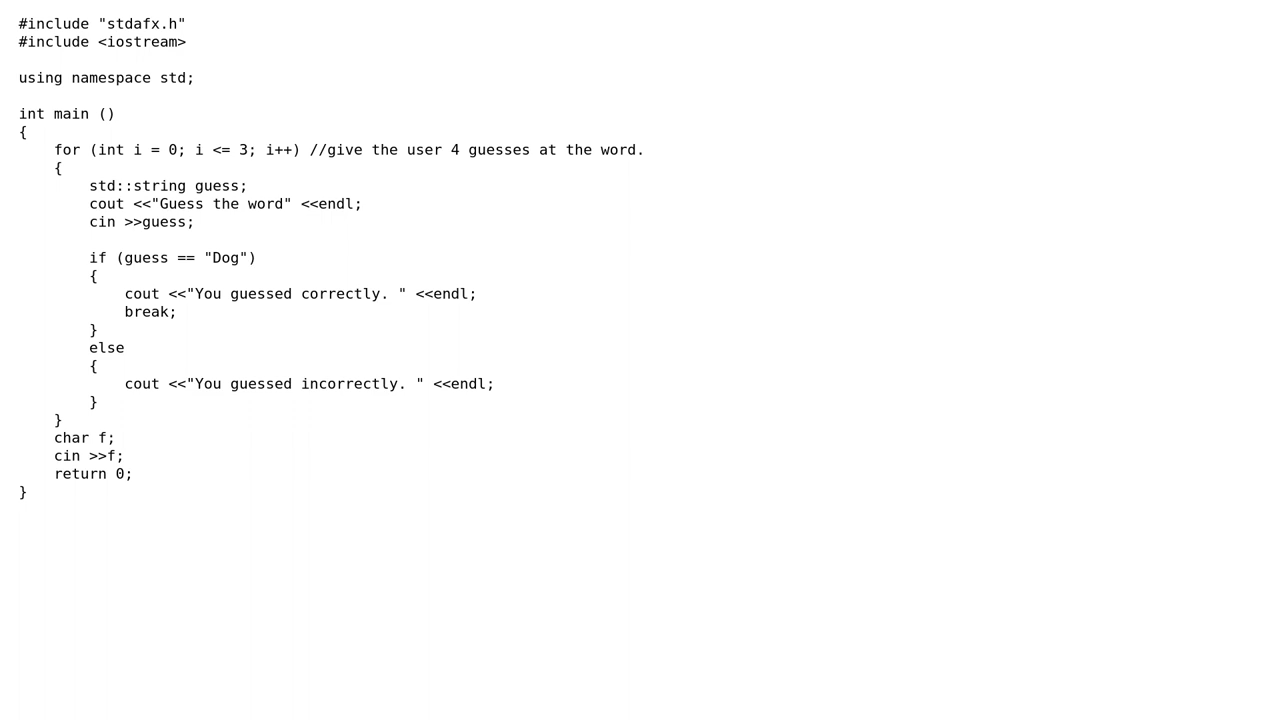 #include "stdafx.h"
#include <iostream>

using namespace std;

int main ()
{
    for (int i = 0; i <= 3; i++) //give the user 4 guesses at the word.
    {
        std::string guess;
        cout <<"Guess the word" <<endl;
        cin >>guess;

        if (guess == "Dog")
        {
            cout <<"You guessed correctly. " <<endl;
            break;
        }
        else
        {
            cout <<"You guessed incorrectly. " <<endl;
        }
    }
    char f;
    cin >>f;
    return 0;
}